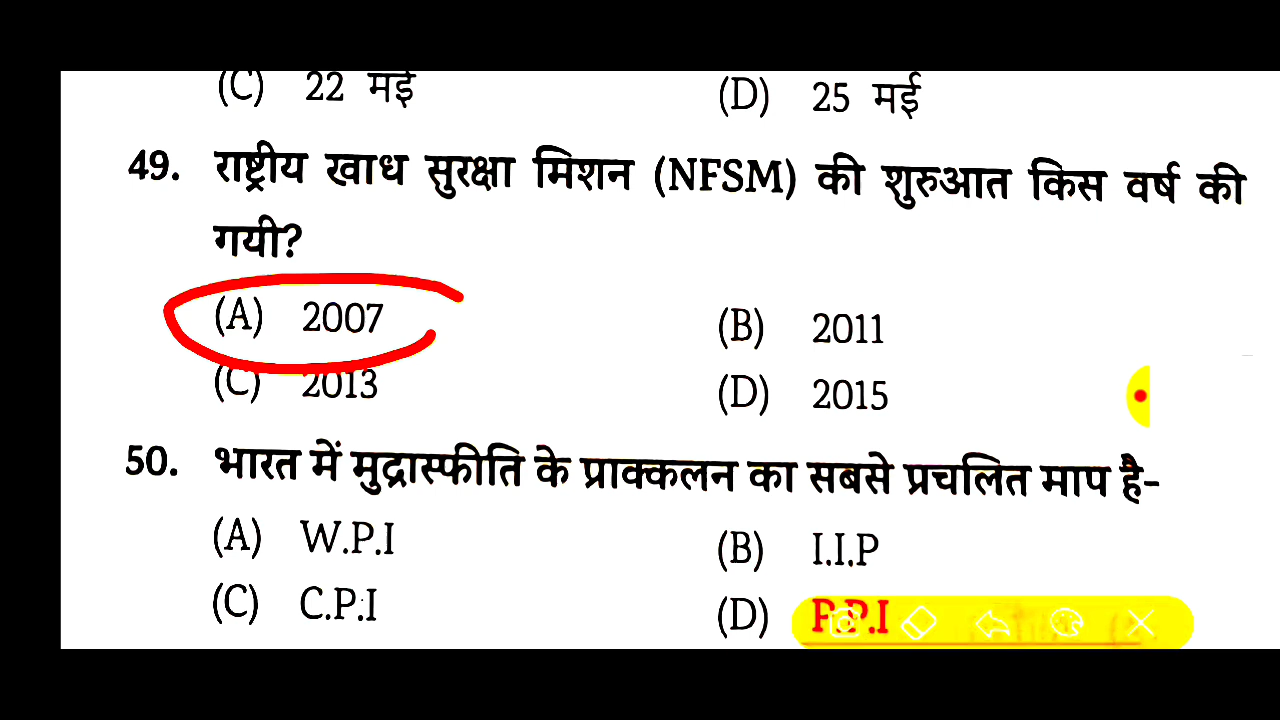 (C) 22 मई (D) 25 मई
49. राष्ट्रीय खाध सुरक्षा मिशन (NFSM) की शुरुआत किस वर्ष की
गयी?
(A) 2007 (B) 2011
(C) 2013 (D) 2015
50. भारत में मुद्रास्फीति के प्राक्कलन का सबसे प्रचलित माप है-
(A) W.P.I (B) I.I.P
(C) C.P.I (D) P.P.I